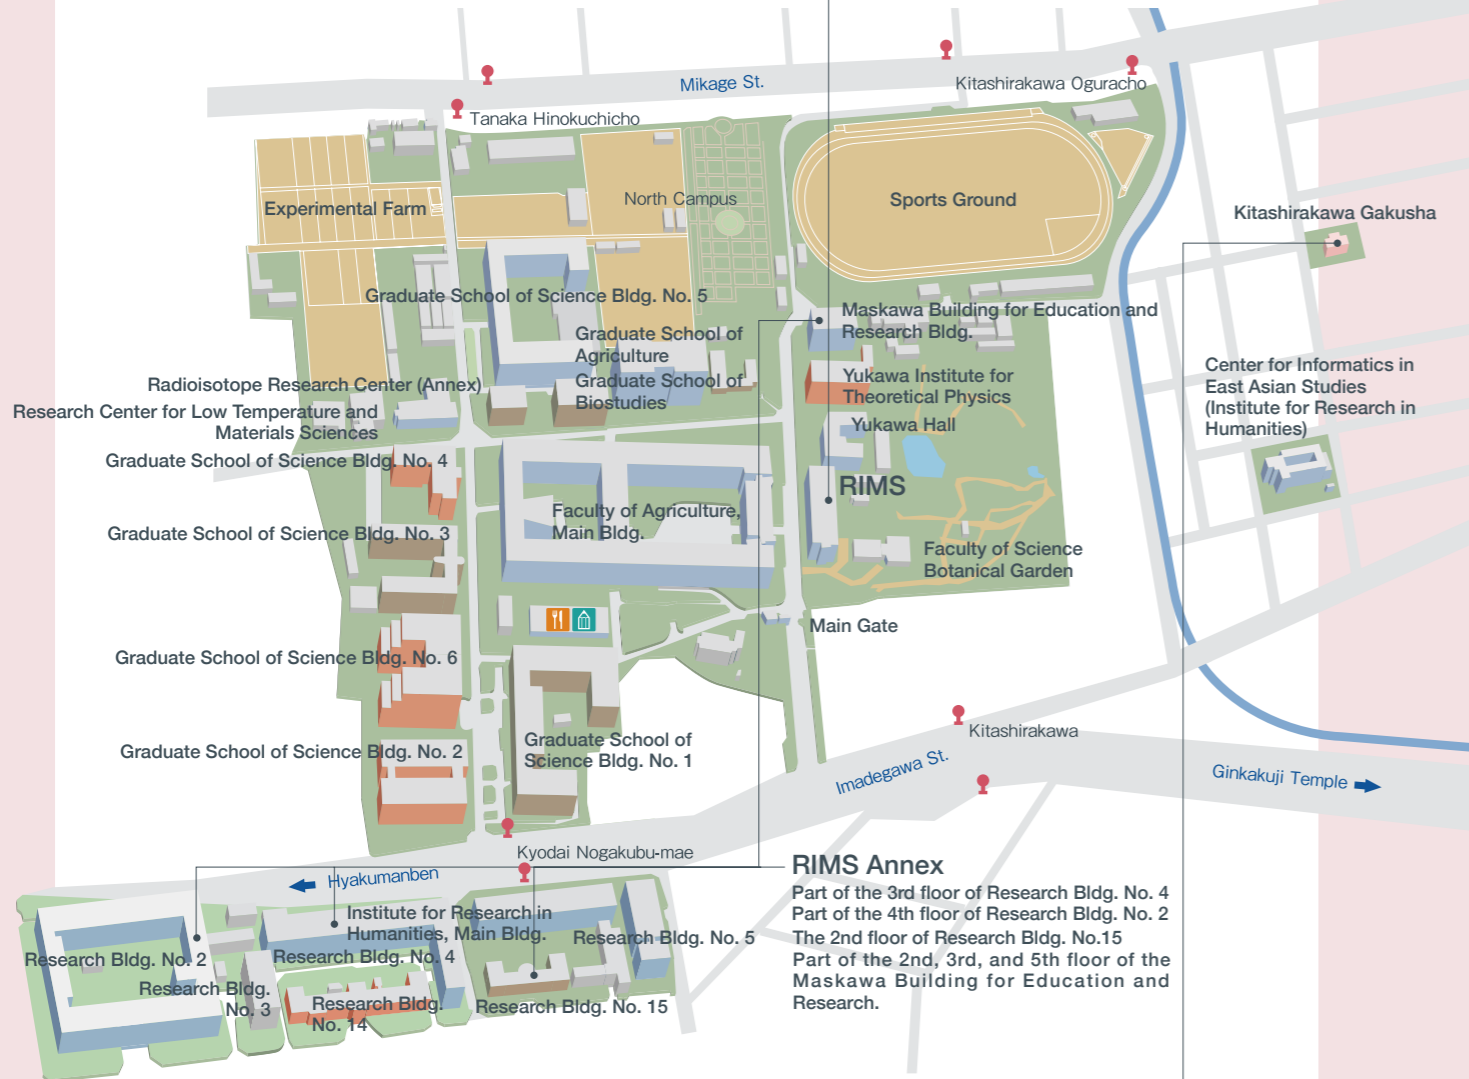 Mikage St.
Kitashirakawa Oguracho
Tanaka Hinokuchicho
North Campus
Experimental Farm
Sports Ground
Kitashirakawa Gakusha
Graduate School of Science Bldg. No. 5
Maskawa Building for Education and
Research Bldg.
Graduate School of
Agriculture
Graduate School of
Biostudies
Yukawa Institute for
Theoretical Physics
Center for Informatics in
East Asian Studies
(Institute for Research in
Humanities)
Radioisotope Research Center (Annex)
Research Center for Low Temperature and
Materials Sciences
Yukawa Hall
Graduate School of Science Bldg. No. 4
RIMS
Faculty of Agriculture,
Main Bldg.
Graduate School of Science Bldg. No. 3
Faculty of Science
Botanical Garden
Main Gate
Graduate School of Science Bldg. No. 6
Graduate School of Science Bldg. No. 2
Graduate School of
Science Bldg. No. 1
Kitashirakawa
Imadegawa St.
Ginkakuji Temple
Kyodai Nogakubu-mae
Hyakumanben
RIMS Annex
Part of the 3rd floor of Research Bldg. No. 4
Part of the 4th floor of Research Bldg. No. 2
The 2nd floor of Research Bldg. No.15
Part of the 2nd, 3rd, and 5th floor of the
Maskawa Building for Education and
Research.
Institute for Research in
Humanities, Main Bldg.
Research Bldg. No. 5
Research Bldg. No. 2
Research Bldg. No. 4
Research Bldg.
No. 3
Research Bldg.
No. 14
Research Bldg. No. 15